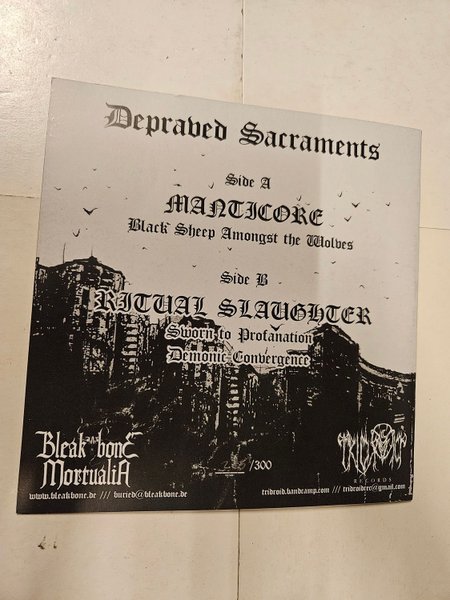 Depraved Sacraments
Side A
MANTICORE
Black Sheep Amongst the Wolves
Side B
RITUAL SLAUGHTER
Sworn to Profanation
Demonic Convergence
Bleak bone
Mortualia
/300
TRIDROID
RECORDS
www.bleakbone.de /// buried@bleakbone.de
tridroid.bandcamp.com /// tridroidrec@gmail.com